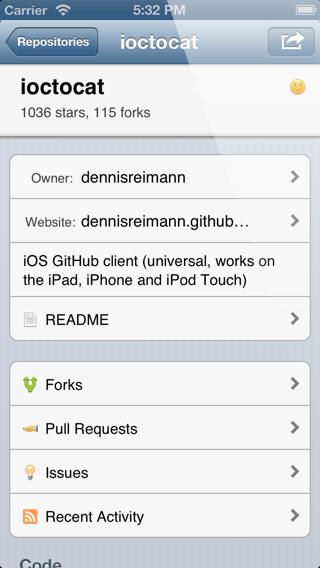 Carrier 5:32 PM
Repositories ioctocat
ioctocat
1036 stars, 115 forks
Owner: dennisreimann
Website: dennisreimann.github…
iOS GitHub client (universal, works on
the iPad, iPhone and iPod Touch)
README
Forks
Pull Requests
Issues
Recent Activity
Code